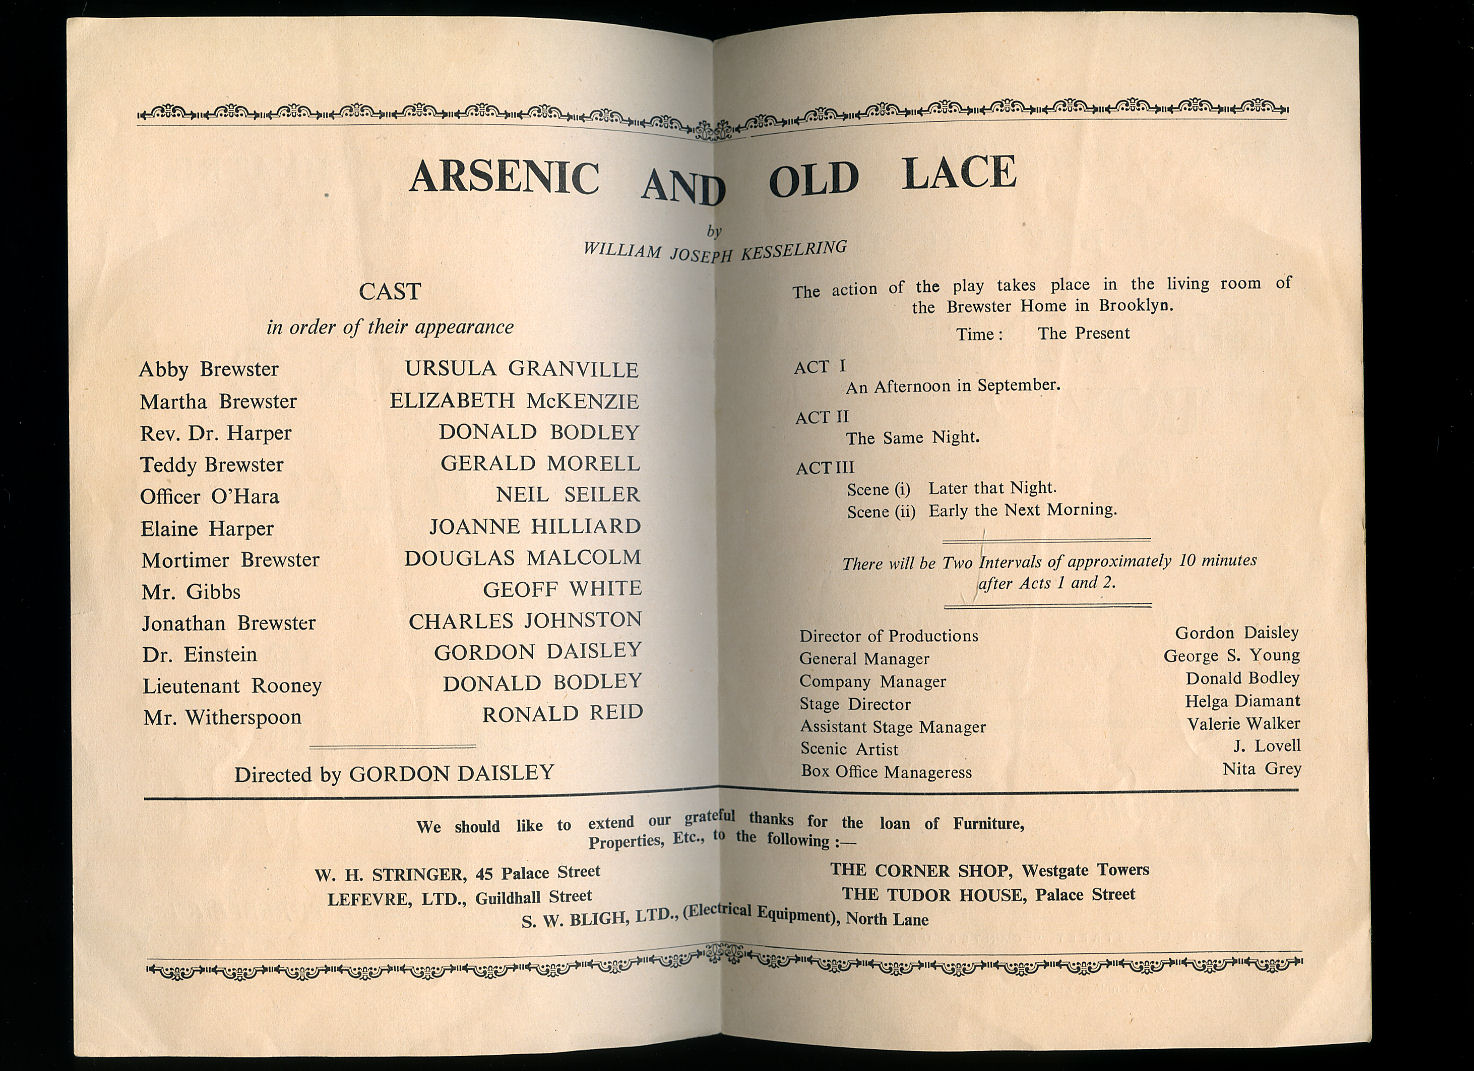 ARSENIC AND OLD LACE
by
WILLIAM JOSEPH KESSELRING
CAST
in order of their appearance
Abby Brewster URSULA GRANVILLE
Martha Brewster ELIZABETH McKENZIE
Rev. Dr. Harper DONALD BODLEY
Teddy Brewster GERALD MORELL
Officer O'Hara NEIL SEILER
Elaine Harper JOANNE HILLIARD
Mortimer Brewster DOUGLAS MALCOLM
Mr. Gibbs GEOFF WHITE
Jonathan Brewster CHARLES JOHNSTON
Dr. Einstein GORDON DAISLEY
Lieutenant Rooney DONALD BODLEY
Mr. Witherspoon RONALD REID
Directed by GORDON DAISLEY
The action of the play takes place in the living room of
the Brewster Home in Brooklyn.
Time: The Present
ACT I
An Afternoon in September.
ACT II
The Same Night.
ACT III
Scene (i) Later that Night.
Scene (ii) Early the Next Morning.
There will be Two Intervals of approximately 10 minutes
after Acts 1 and 2.
Director of Productions Gordon Daisley
General Manager George S. Young
Company Manager Donald Bodley
Stage Director Helga Diamant
Assistant Stage Manager Valerie Walker
Scenic Artist J. Lovell
Box Office Manageress Nita Grey
We should like to extend our grateful thanks for the loan of Furniture,
Properties, Etc., to the following :—
W. H. STRINGER, 45 Palace Street THE CORNER SHOP, Westgate Towers
LEFEVRE, LTD., Guildhall Street THE TUDOR HOUSE, Palace Street
S. W. BLIGH, LTD., (Electrical Equipment), North Lane